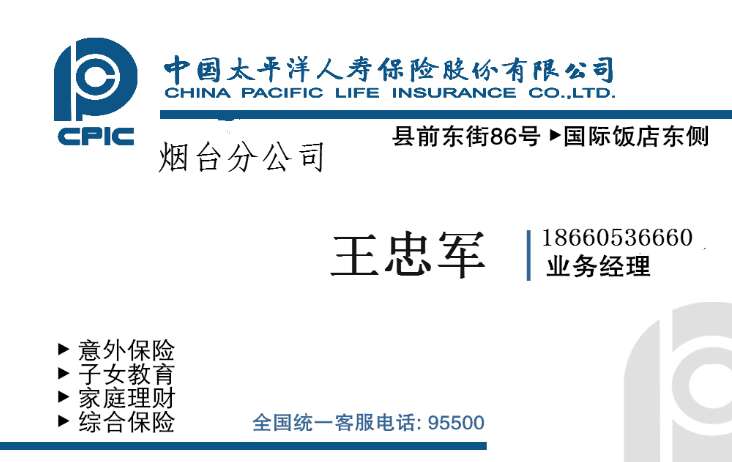 中国太平洋人寿保险股份有限公司
CHINA PACIFIC LIFE INSURANCE CO.,LTD.
CPIC
烟台分公司
县前东街86号 ▶国际饭店东侧
王忠军
18660536660
业务经理
▶ 意外保险
▶ 子女教育
▶ 家庭理财
▶ 综合保险
全国统一客服电话: 95500